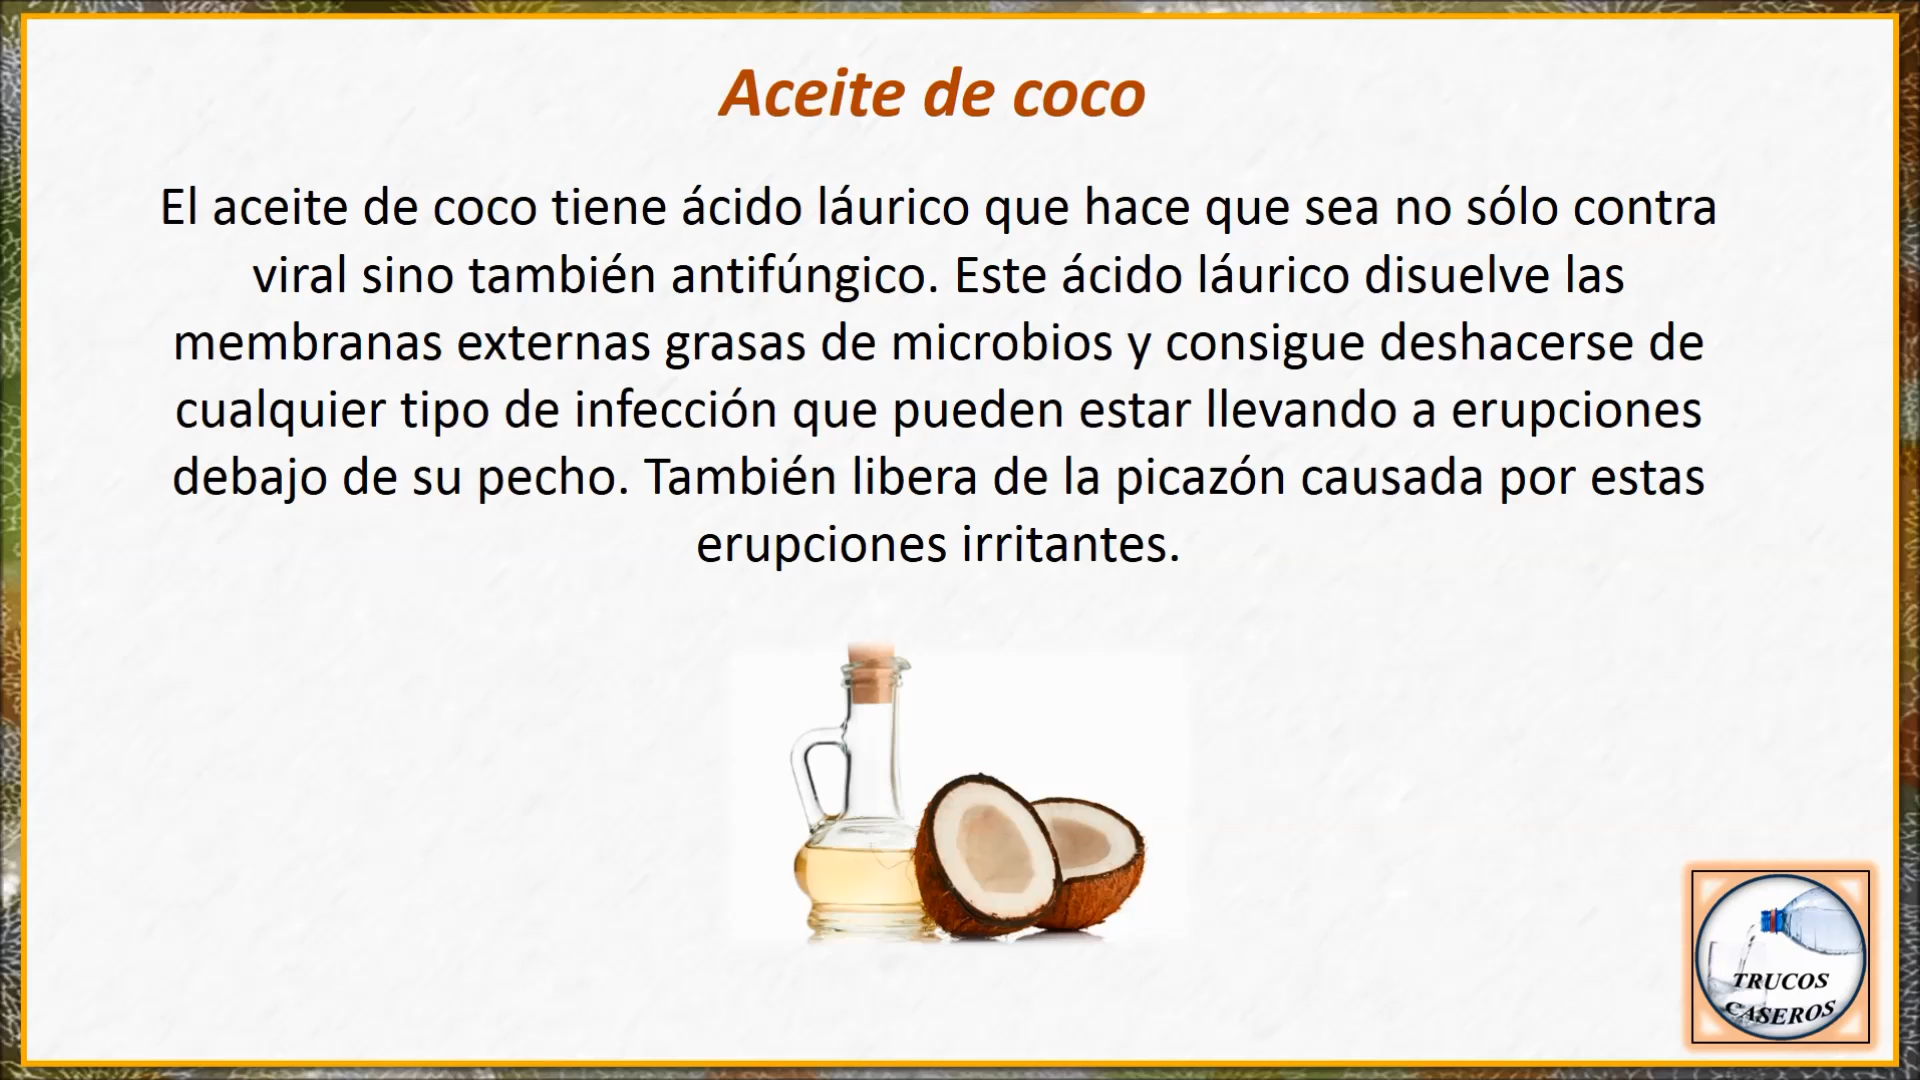 Aceite de coco
El aceite de coco tiene ácido láurico que hace que sea no sólo contra
viral sino también antifúngico. Este ácido láurico disuelve las
membranas externas grasas de microbios y consigue deshacerse de
cualquier tipo de infección que pueden estar llevando a erupciones
debajo de su pecho. También libera de la picazón causada por estas
erupciones irritantes.
TRUCOS
CASEROS